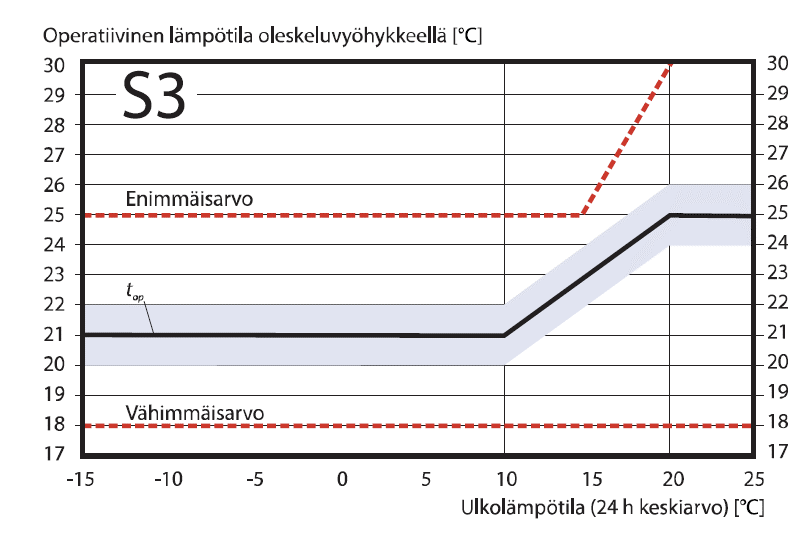 Operatiivinen lämpötila oleskeluvyöhykkeellä [°C]
30 30
S3
29 29
28 28
27 27
26 26
Enimmäisarvo
25 25
24 24
23 23
t_op
22 22
21 21
20 20
19 19
Vähimmäisarvo
18 18
17 17
-15 -10 -5 0 5 10 15 20 25
Ulkolämpötila (24 h keskiarvo) [°C]